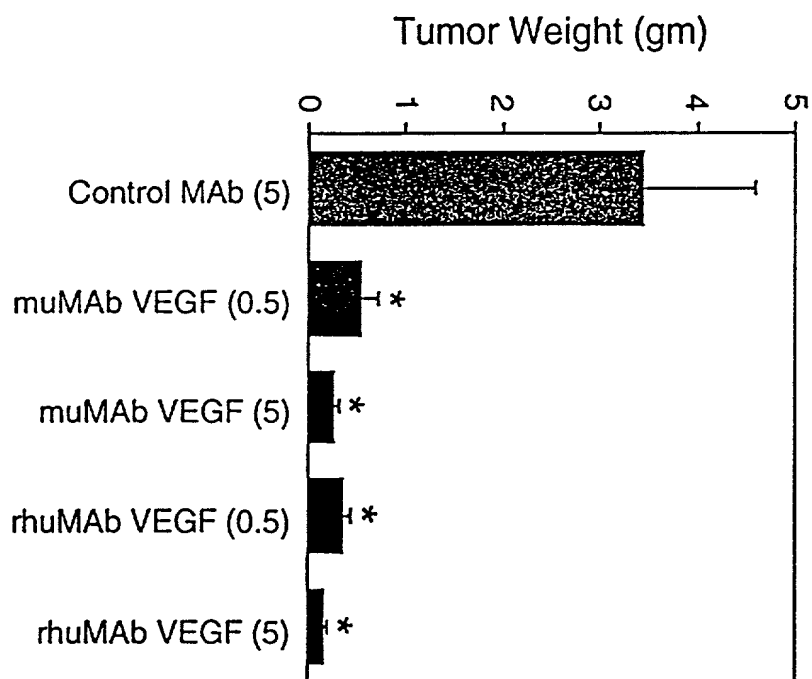 Tumor Weight (gm)
0 1 2 3 4 5
Control MAb (5)
muMAb VEGF (0.5)
*
muMAb VEGF (5)
*
rhuMAb VEGF (0.5)
*
rhuMAb VEGF (5)
*